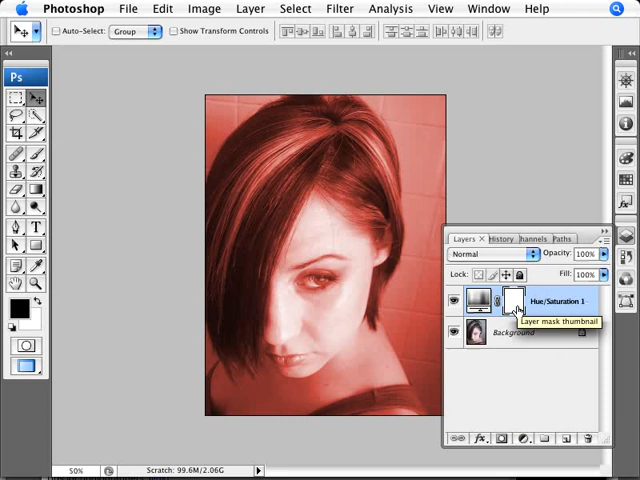 Photoshop File Edit Image Layer Select Filter Analysis View Window Help
Auto-Select: Group Show Transform Controls
Ps
Layers × History hannels Paths
Normal Opacity: 100%
Lock: Fill: 100%
Hue/Saturation 1
Layer mask thumbnail
Background
T
50% Scratch: 99.6M/2.06G